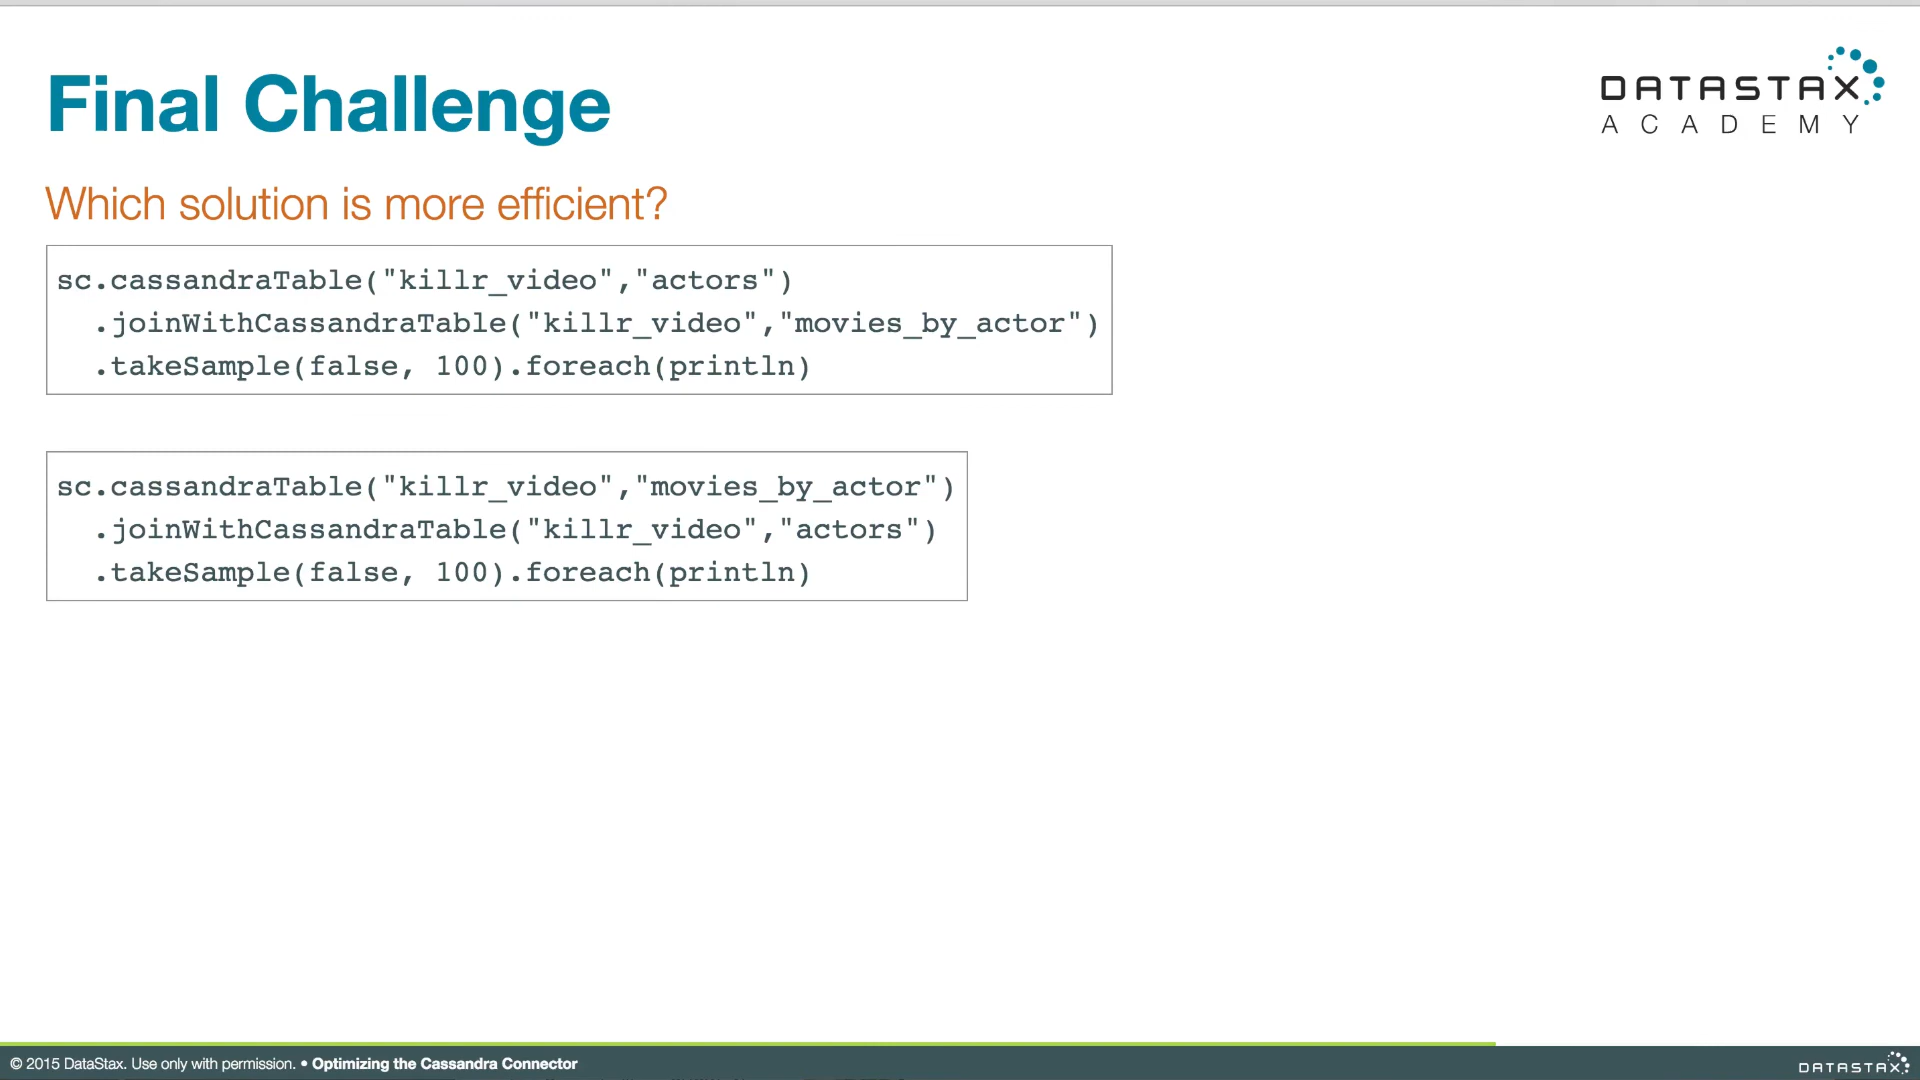 Final Challenge
DATASTAX
ACADEMY
Which solution is more efficient?
sc.cassandraTable("killr_video","actors")
.joinWithCassandraTable("killr_video","movies_by_actor")
.takeSample(false, 100).foreach(println)
sc.cassandraTable("killr_video","movies_by_actor")
.joinWithCassandraTable("killr_video","actors")
.takeSample(false, 100).foreach(println)
© 2015 DataStax. Use only with permission. • Optimizing the Cassandra Connector
DATASTAX